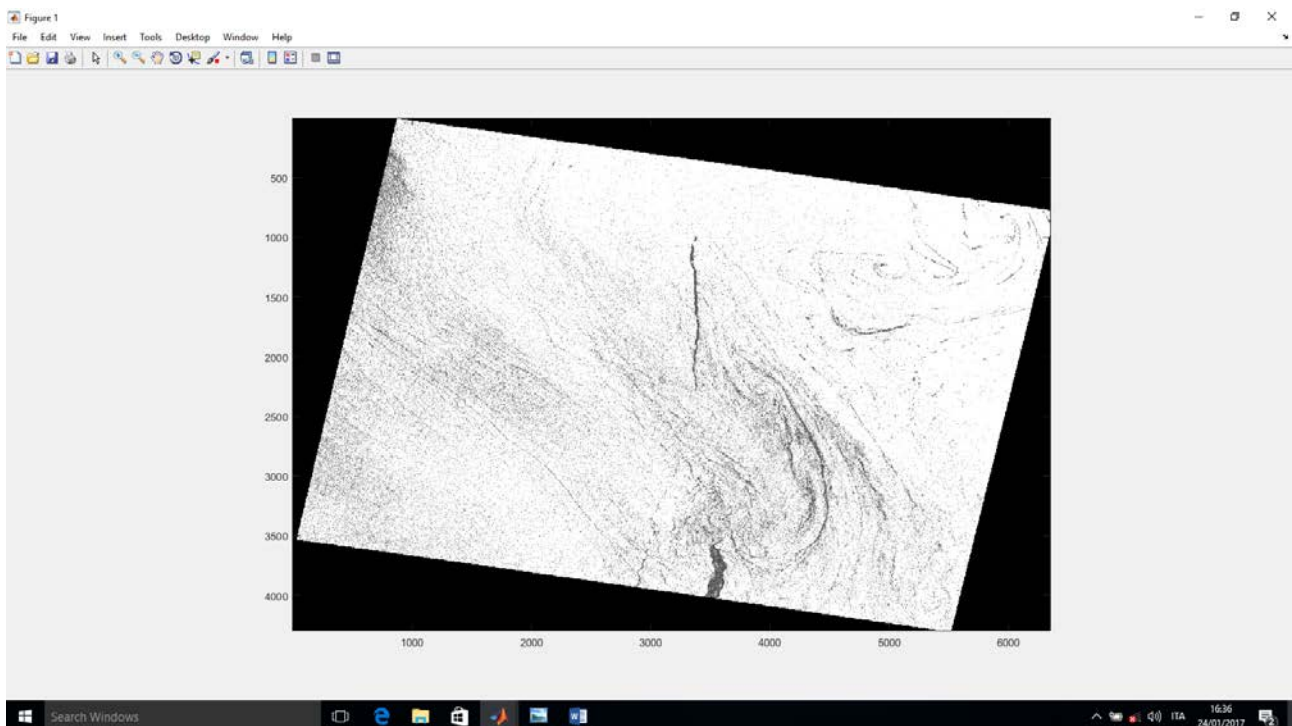 Figure 1
File Edit View Insert Tools Desktop Window Help
500
1000
1500
2000
2500
3000
3500
4000
1000 2000 3000 4000 5000 6000
Search Windows
ITA
16:36
24/01/2017